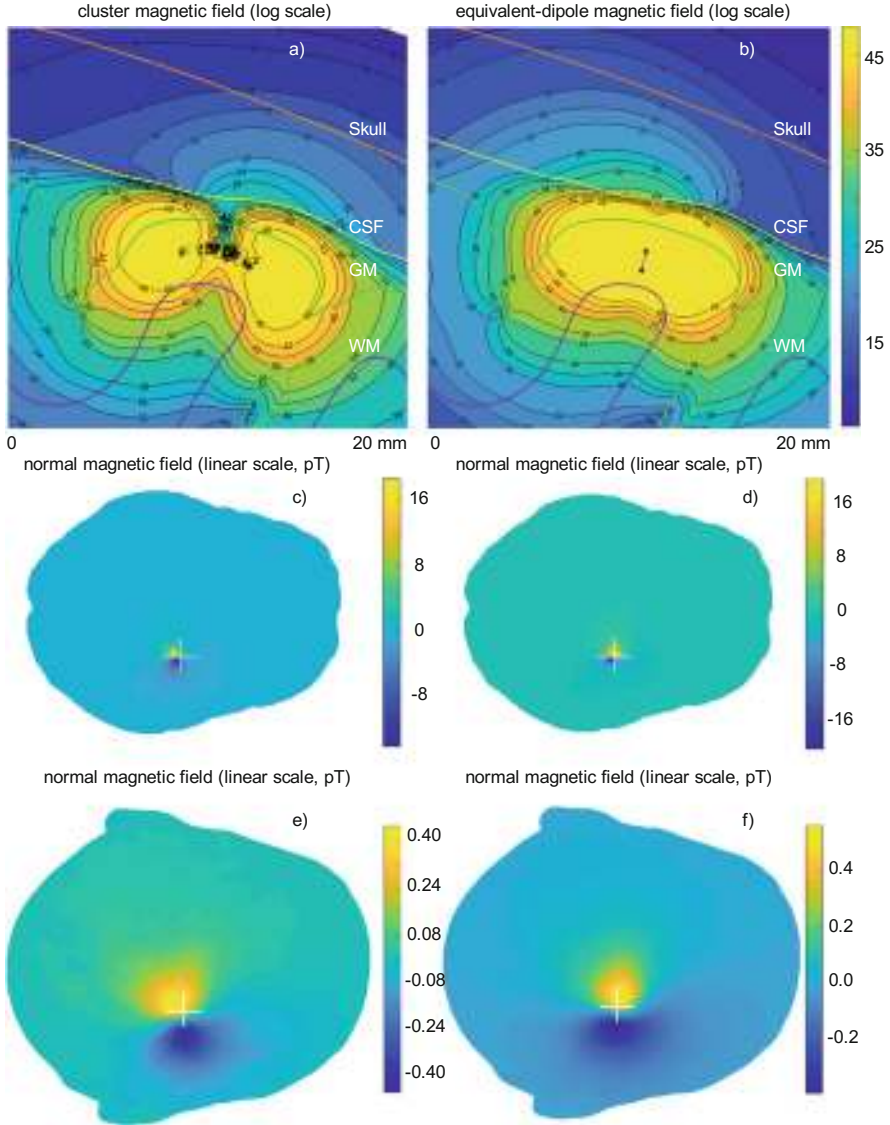 cluster magnetic field (log scale)
equivalent-dipole magnetic field (log scale)
a)
b)
Skull
CSF
GM
WM
Skull
CSF
GM
WM
45
35
25
15
0
20 mm
0
20 mm
normal magnetic field (linear scale, pT)
normal magnetic field (linear scale, pT)
c)
16
8
0
-8
d)
16
8
0
-8
-16
normal magnetic field (linear scale, pT)
normal magnetic field (linear scale, pT)
e)
0.40
0.24
0.08
-0.08
-0.24
-0.40
f)
0.4
0.2
0.0
-0.2